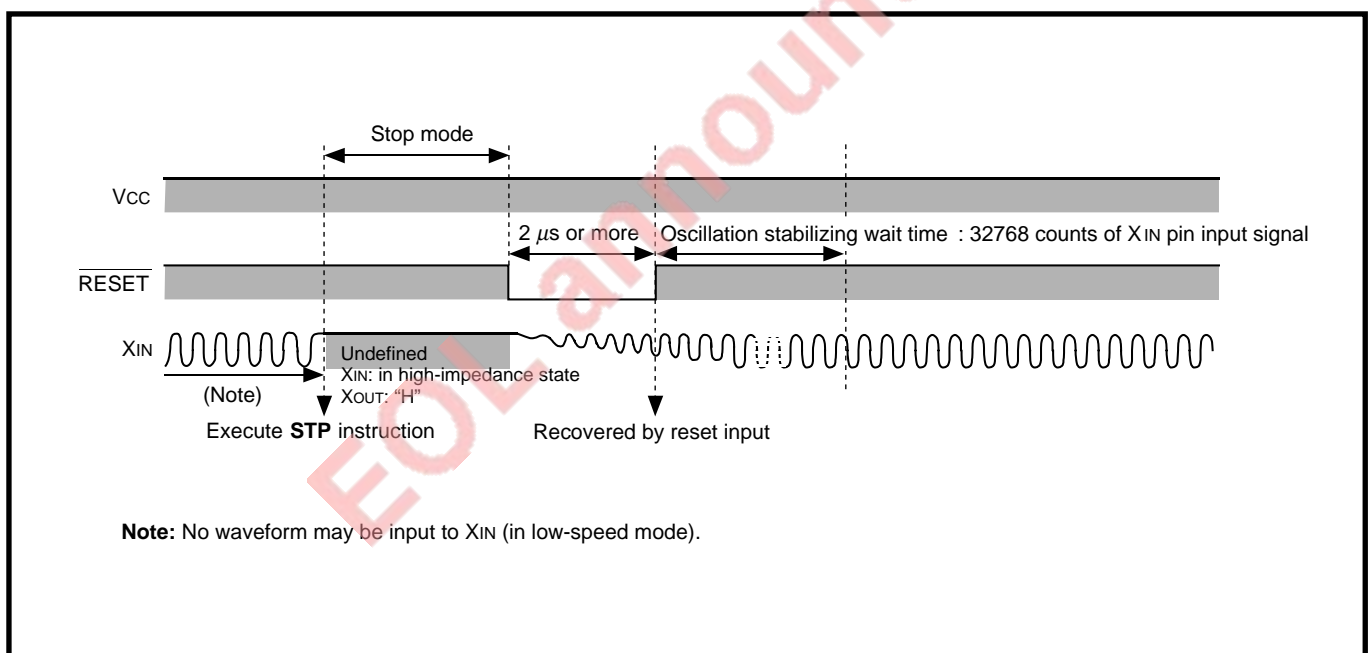 EOL announ
Stop mode
VCC
2 μs or more
Oscillation stabilizing wait time : 32768 counts of XIN pin input signal
RESET
XIN
Undefined
XIN: in high-impedance state
XOUT: “H”
(Note)
Execute STP instruction
Recovered by reset input
Note: No waveform may be input to XIN (in low-speed mode).